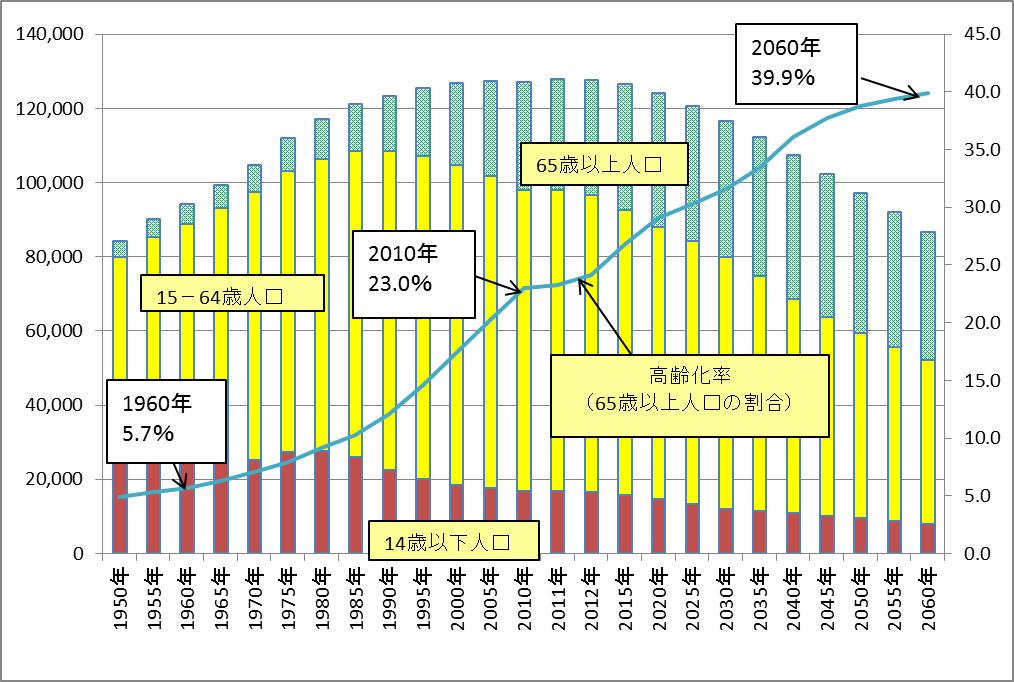 140,000
120,000
100,000
80,000
60,000
40,000
20,000
0
45.0
40.0
35.0
30.0
25.0
20.0
15.0
10.0
5.0
0.0
2060年
39.9%
65歳以上人口
2010年
23.0%
15－64歳人口
高齢化率
（65歳以上人口の割合）
1960年
5.7%
14歳以下人口
1950年
1955年
1960年
1965年
1970年
1975年
1980年
1985年
1990年
1995年
2000年
2005年
2010年
2011年
2012年
2015年
2020年
2025年
2030年
2035年
2040年
2045年
2050年
2055年
2060年